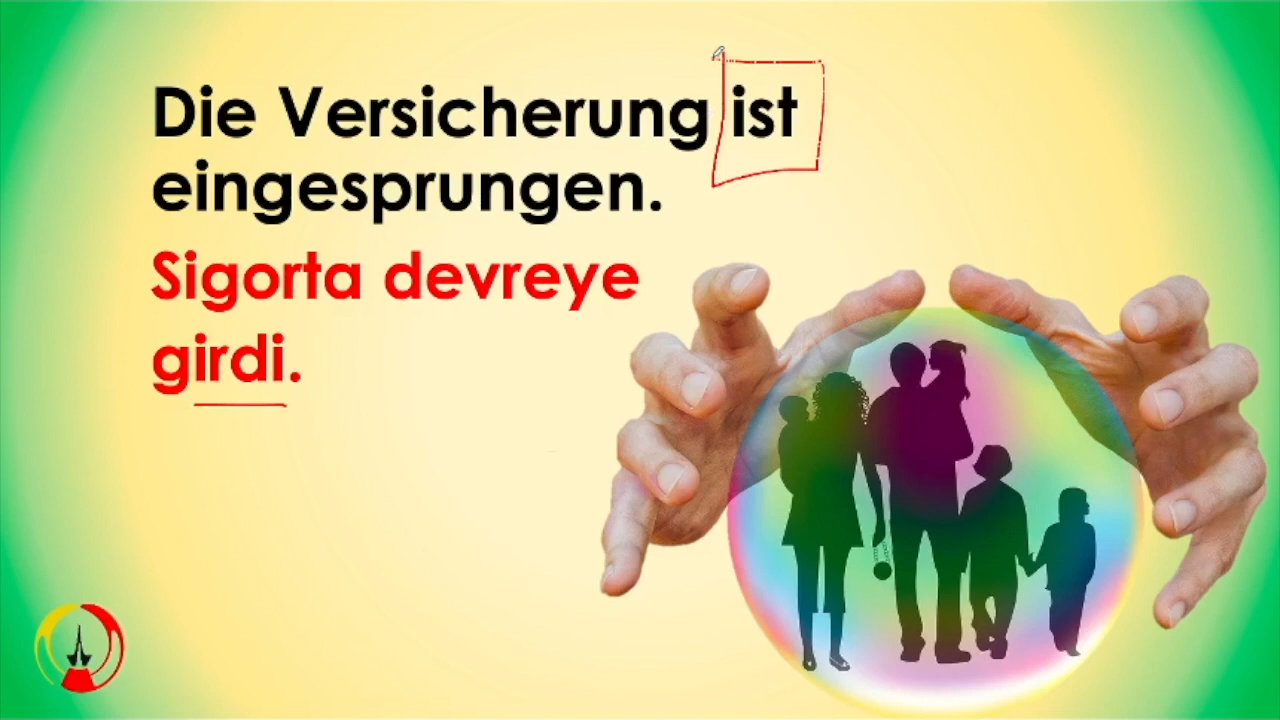 Die Versicherung ist
eingesprungen.
Sigorta devreye
girdi.